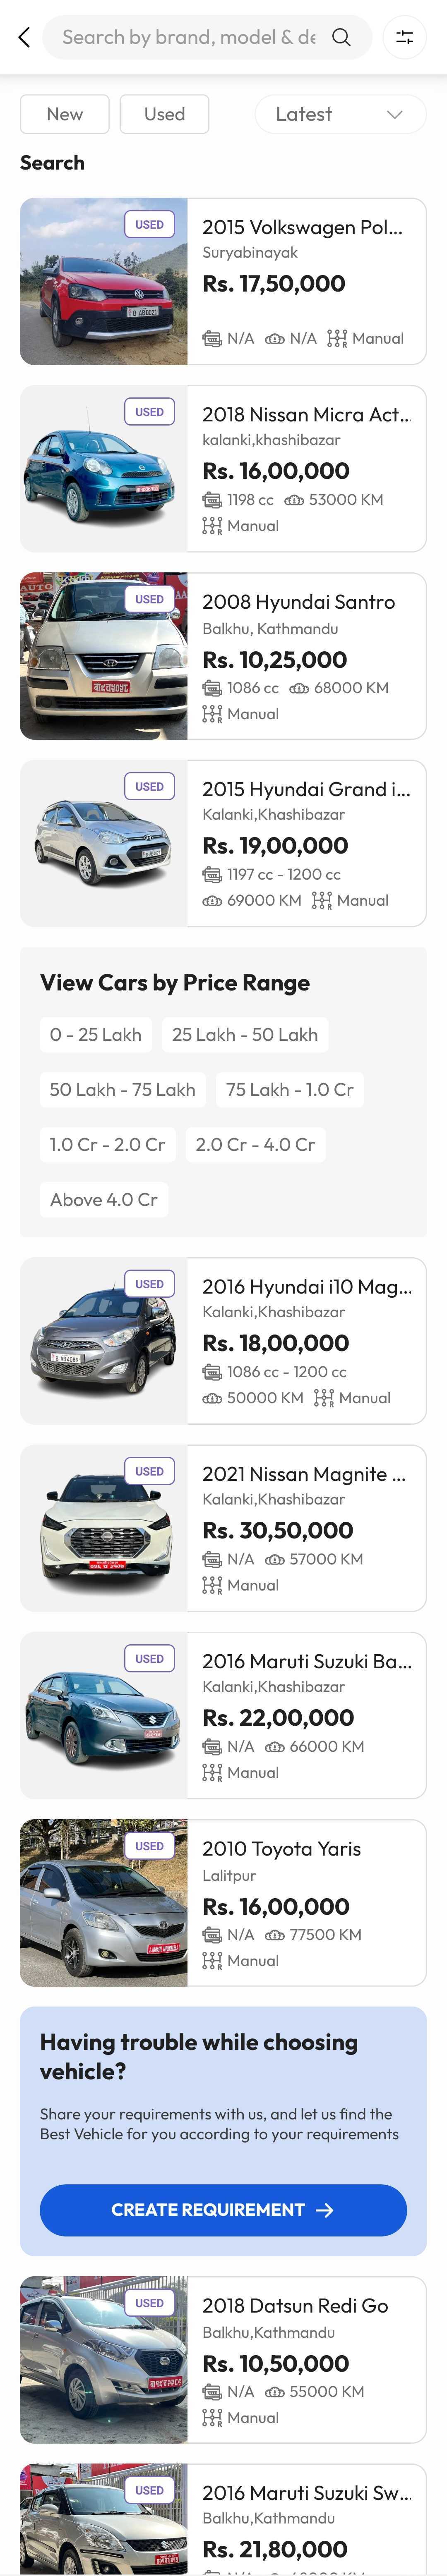 Search by brand, model & de
New
Used
Latest
Search
USED
2015 Volkswagen Pol...
Suryabinayak
Rs. 17,50,000
N/A N/A Manual
USED
2018 Nissan Micra Act...
kalanki,khashibazar
Rs. 16,00,000
1198 cc 53000 KM
Manual
USED
2008 Hyundai Santro
Balkhu, Kathmandu
Rs. 10,25,000
1086 cc 68000 KM
Manual
USED
2015 Hyundai Grand i...
Kalanki,Khashibazar
Rs. 19,00,000
1197 cc - 1200 cc
69000 KM Manual
View Cars by Price Range
0 - 25 Lakh 25 Lakh - 50 Lakh
50 Lakh - 75 Lakh 75 Lakh - 1.0 Cr
1.0 Cr - 2.0 Cr 2.0 Cr - 4.0 Cr
Above 4.0 Cr
USED
2016 Hyundai i10 Mag...
Kalanki,Khashibazar
Rs. 18,00,000
1086 cc - 1200 cc
50000 KM Manual
USED
2021 Nissan Magnite ...
Kalanki,Khashibazar
Rs. 30,50,000
N/A 57000 KM
Manual
USED
2016 Maruti Suzuki Ba...
Kalanki,Khashibazar
Rs. 22,00,000
N/A 66000 KM
Manual
USED
2010 Toyota Yaris
Lalitpur
Rs. 16,00,000
N/A 77500 KM
Manual
Having trouble while choosing
vehicle?
Share your requirements with us, and let us find the
Best Vehicle for you according to your requirements
CREATE REQUIREMENT
USED
2018 Datsun Redi Go
Balkhu,Kathmandu
Rs. 10,50,000
N/A 55000 KM
Manual
USED
2016 Maruti Suzuki Sw...
Balkhu,Kathmandu
Rs. 21,80,000